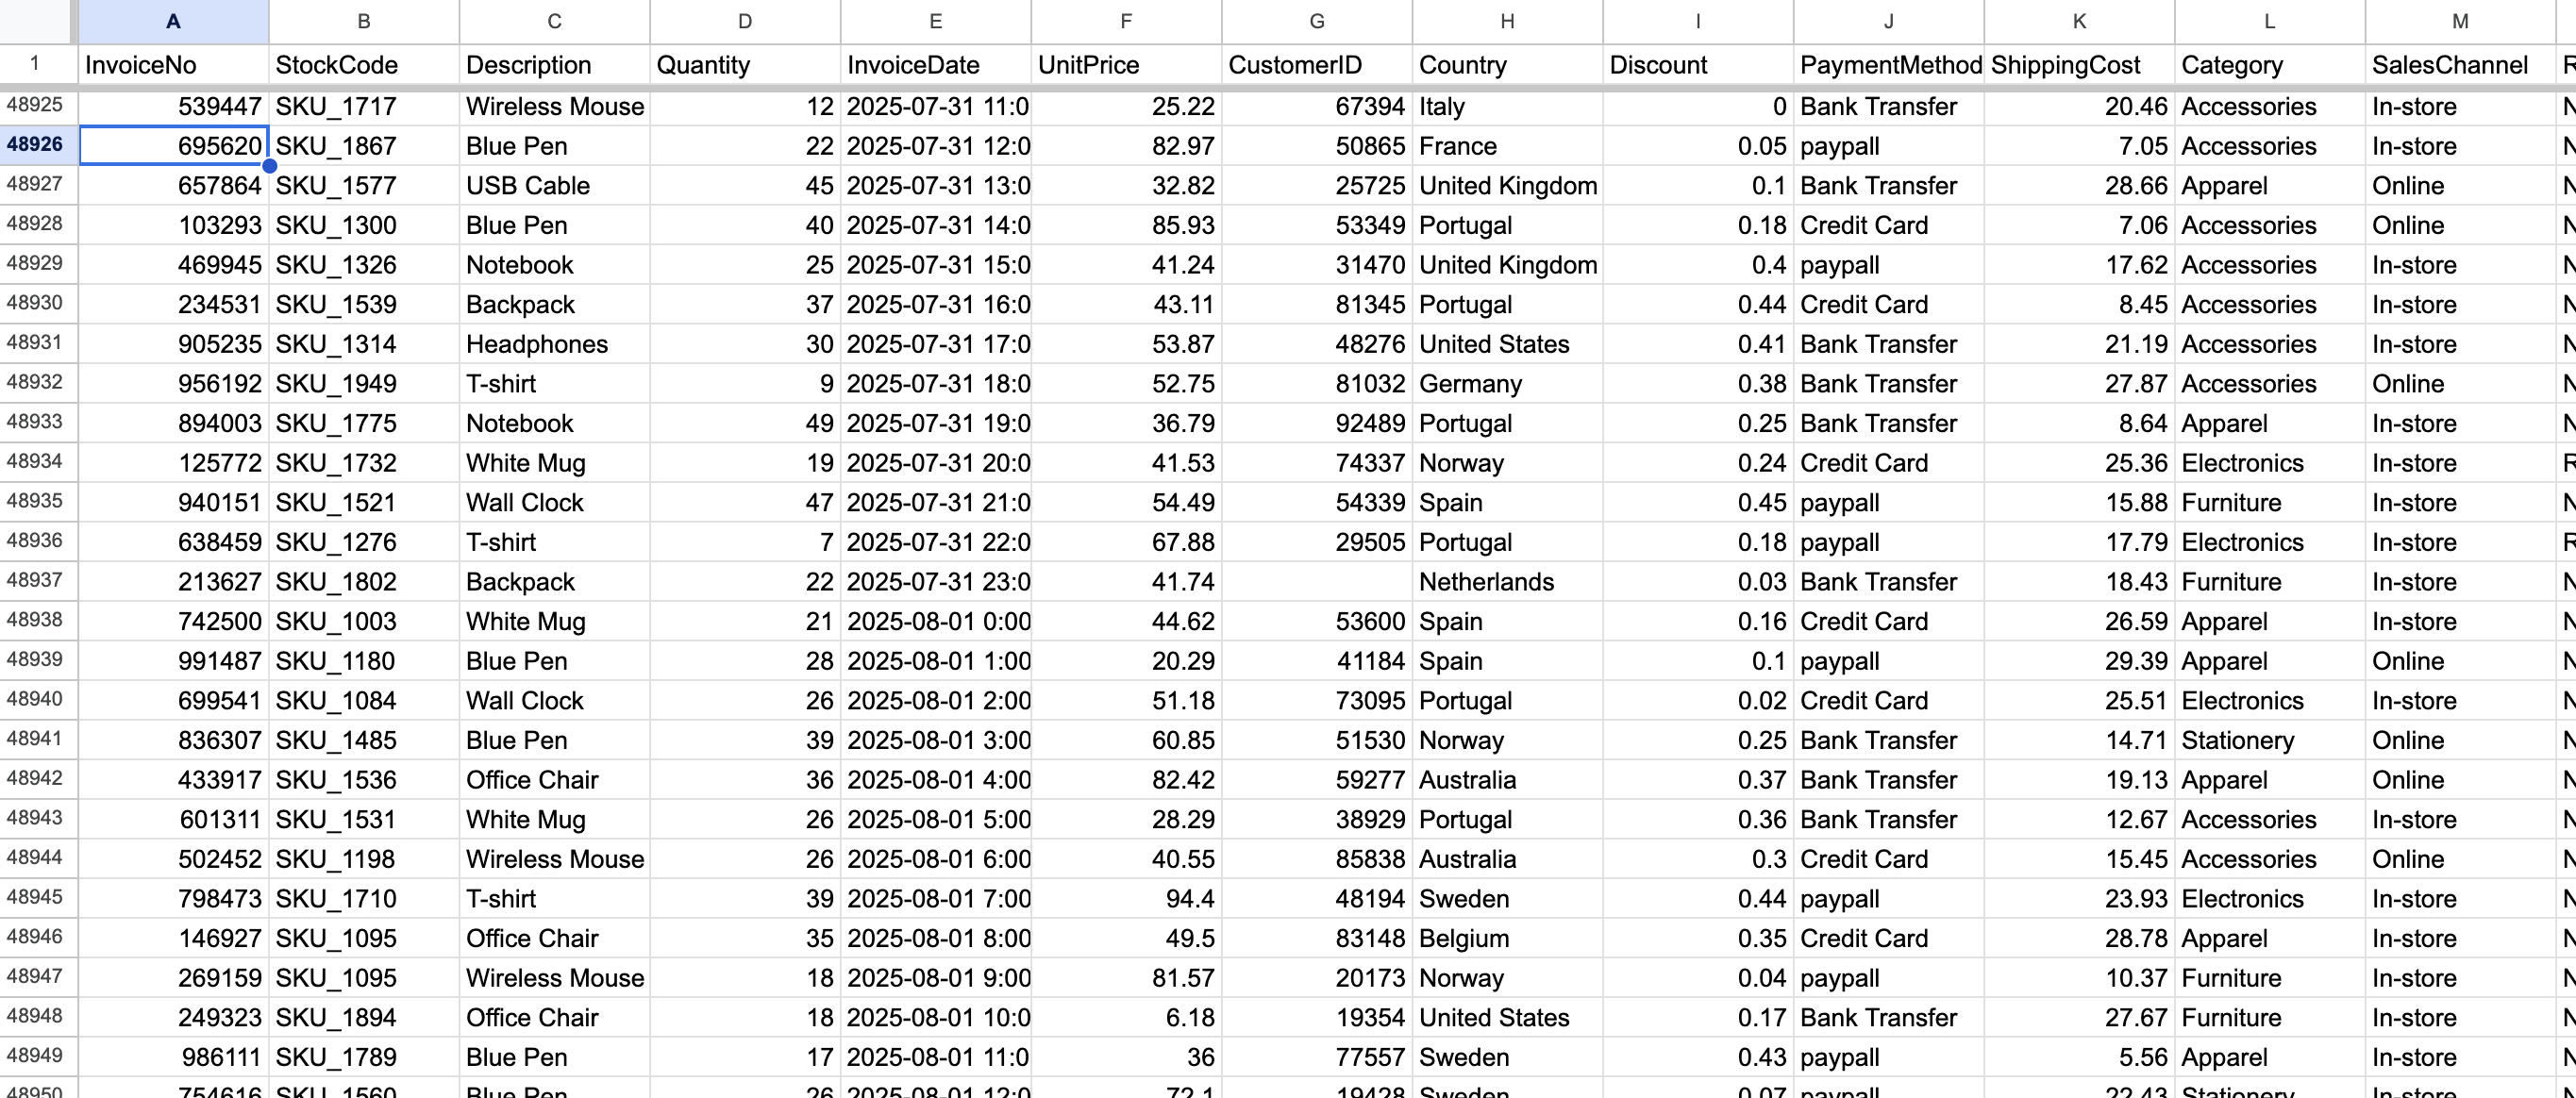 A B C D E F G H I J K L M
1 InvoiceNo StockCode Description Quantity InvoiceDate UnitPrice CustomerID Country Discount PaymentMethod ShippingCost Category SalesChannel
48925 539447 SKU_1717 Wireless Mouse 12 2025-07-31 11:0 25.22 67394 Italy 0 Bank Transfer 20.46 Accessories In-store N
48926 695620 SKU_1867 Blue Pen 22 2025-07-31 12:0 82.97 50865 France 0.05 paypall 7.05 Accessories In-store N
48927 657864 SKU_1577 USB Cable 45 2025-07-31 13:0 32.82 25725 United Kingdom 0.1 Bank Transfer 28.66 Apparel Online N
48928 103293 SKU_1300 Blue Pen 40 2025-07-31 14:0 85.93 53349 Portugal 0.18 Credit Card 7.06 Accessories Online N
48929 469945 SKU_1326 Notebook 25 2025-07-31 15:0 41.24 31470 United Kingdom 0.4 paypall 17.62 Accessories In-store N
48930 234531 SKU_1539 Backpack 37 2025-07-31 16:0 43.11 81345 Portugal 0.44 Credit Card 8.45 Accessories In-store N
48931 905235 SKU_1314 Headphones 30 2025-07-31 17:0 53.87 48276 United States 0.41 Bank Transfer 21.19 Accessories In-store N
48932 956192 SKU_1949 T-shirt 9 2025-07-31 18:0 52.75 81032 Germany 0.38 Bank Transfer 27.87 Accessories Online N
48933 894003 SKU_1775 Notebook 49 2025-07-31 19:0 36.79 92489 Portugal 0.25 Bank Transfer 8.64 Apparel In-store N
48934 125772 SKU_1732 White Mug 19 2025-07-31 20:0 41.53 74337 Norway 0.24 Credit Card 25.36 Electronics In-store R
48935 940151 SKU_1521 Wall Clock 47 2025-07-31 21:0 54.49 54339 Spain 0.45 paypall 15.88 Furniture In-store N
48936 638459 SKU_1276 T-shirt 7 2025-07-31 22:0 67.88 29505 Portugal 0.18 paypall 17.79 Electronics In-store R
48937 213627 SKU_1802 Backpack 22 2025-07-31 23:0 41.74 Netherlands 0.03 Bank Transfer 18.43 Furniture In-store N
48938 742500 SKU_1003 White Mug 21 2025-08-01 0:00 44.62 53600 Spain 0.16 Credit Card 26.59 Apparel In-store N
48939 991487 SKU_1180 Blue Pen 28 2025-08-01 1:00 20.29 41184 Spain 0.1 paypall 29.39 Apparel Online N
48940 699541 SKU_1084 Wall Clock 26 2025-08-01 2:00 51.18 73095 Portugal 0.02 Credit Card 25.51 Electronics In-store N
48941 836307 SKU_1485 Blue Pen 39 2025-08-01 3:00 60.85 51530 Norway 0.25 Bank Transfer 14.71 Stationery Online N
48942 433917 SKU_1536 Office Chair 36 2025-08-01 4:00 82.42 59277 Australia 0.37 Bank Transfer 19.13 Apparel Online N
48943 601311 SKU_1531 White Mug 26 2025-08-01 5:00 28.29 38929 Portugal 0.36 Bank Transfer 12.67 Accessories In-store N
48944 502452 SKU_1198 Wireless Mouse 26 2025-08-01 6:00 40.55 85838 Australia 0.3 Credit Card 15.45 Accessories Online N
48945 798473 SKU_1710 T-shirt 39 2025-08-01 7:00 94.4 48194 Sweden 0.44 paypall 23.93 Electronics In-store N
48946 146927 SKU_1095 Office Chair 35 2025-08-01 8:00 49.5 83148 Belgium 0.35 Credit Card 28.78 Apparel In-store N
48947 269159 SKU_1095 Wireless Mouse 18 2025-08-01 9:00 81.57 20173 Norway 0.04 paypall 10.37 Furniture In-store N
48948 249323 SKU_1894 Office Chair 18 2025-08-01 10:0 6.18 19354 United States 0.17 Bank Transfer 27.67 Furniture In-store N
48949 986111 SKU_1789 Blue Pen 17 2025-08-01 11:0 36 77557 Sweden 0.43 paypall 5.56 Apparel In-store N
48950 754616 SKU_1560 Blue Pen 26 2025-08-01 12:0 72.1 19428 Sweden 0.07 paypall 22.43 Stationery In-store